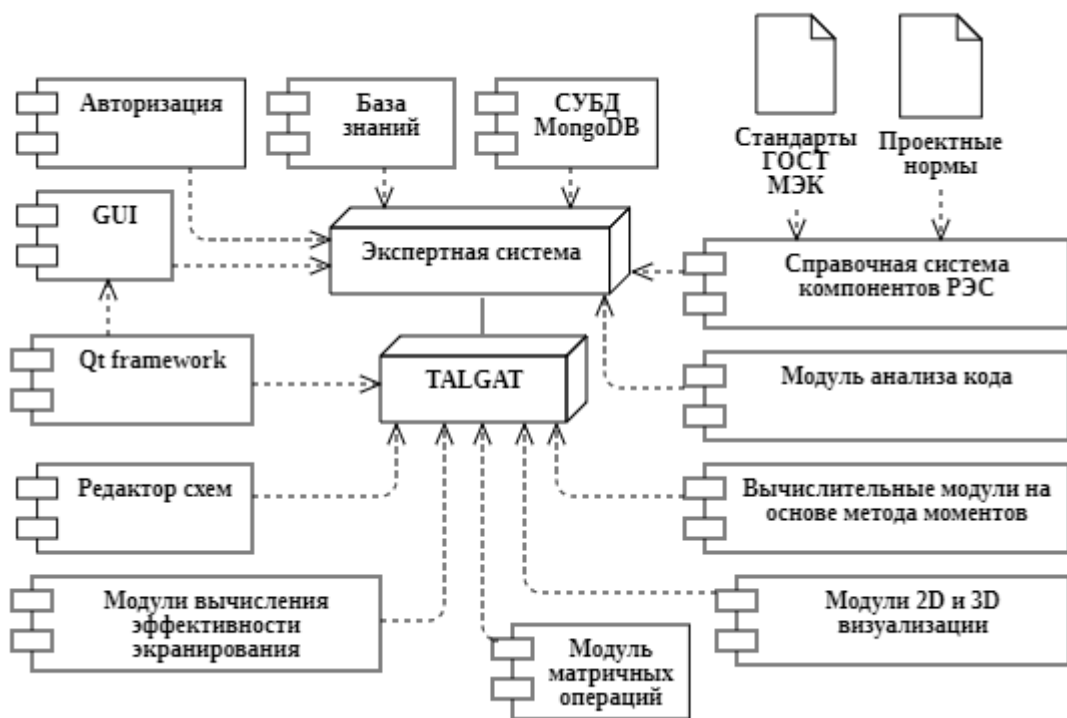 Авторизация
База
знаний
СУБД
MongoDB
Стандарты
ГОСТ
МЭК
Проектные
нормы
GUI
Экспертная система
Справочная система
компонентов РЭС
Qt framework
TALGAT
Модуль анализа кода
Редактор схем
Вычислительные модули на
основе метода моментов
Модули вычисления
эффективности
экранирования
Модуль
матричных
операций
Модули 2D и 3D
визуализации